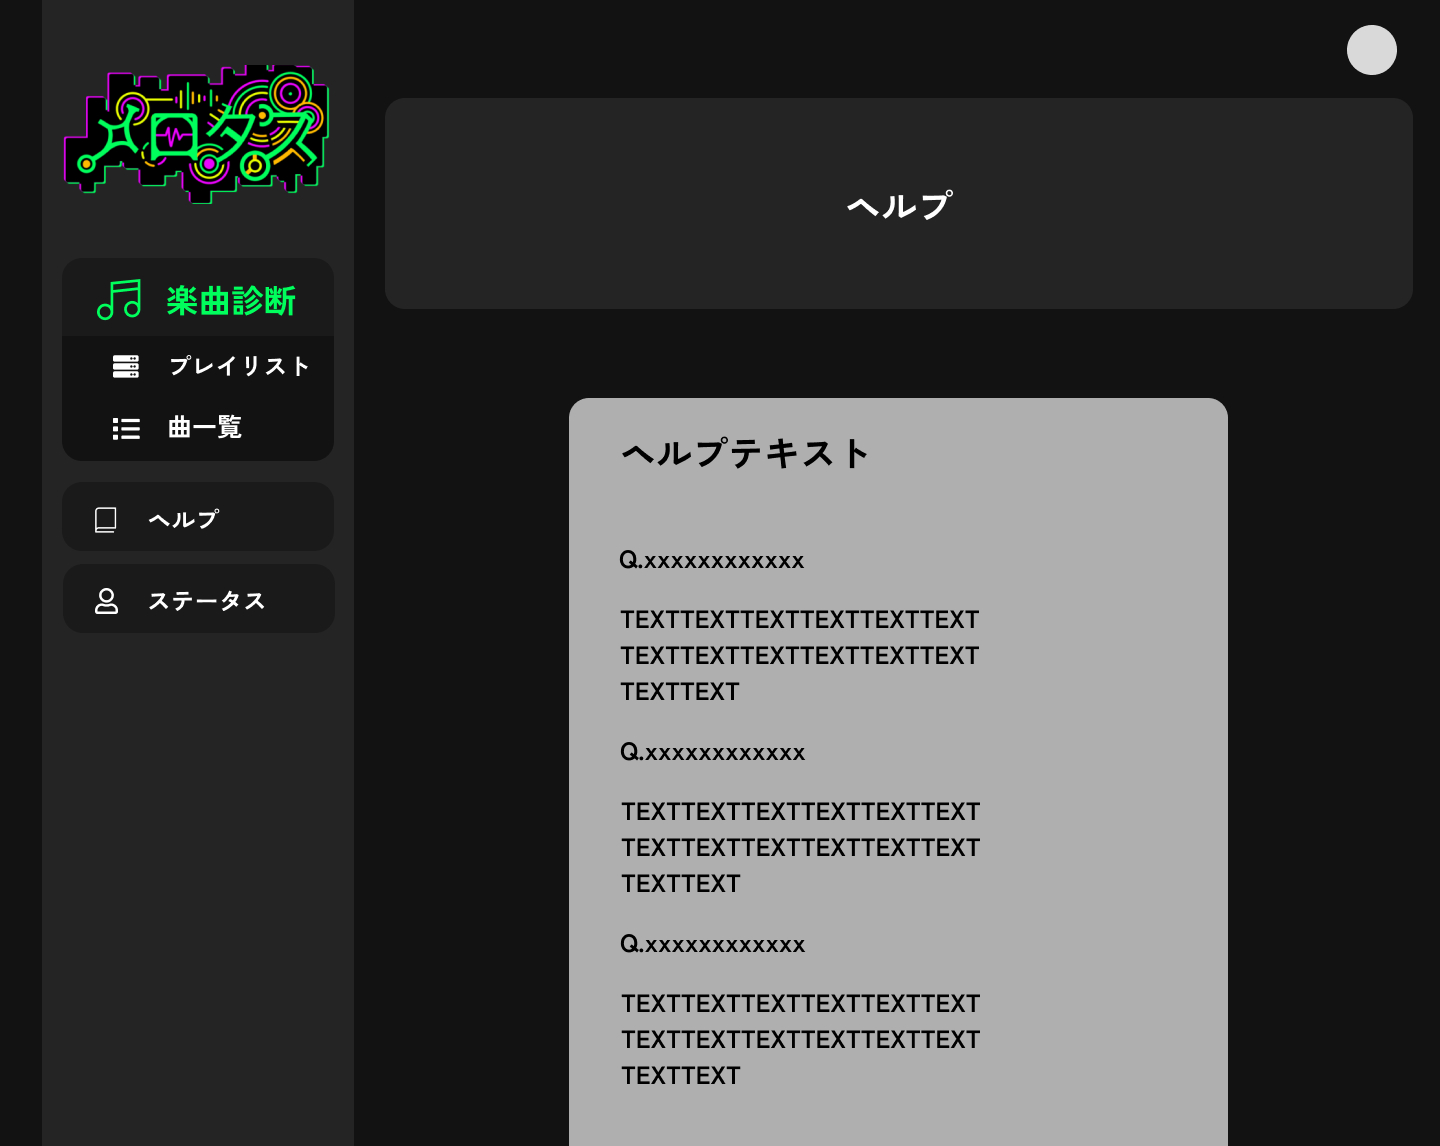 メロタス
楽曲診断
プレイリスト
曲一覧
ヘルプ
ステータス
ヘルプ
ヘルプテキスト
Q.xxxxxxxxxxxx
TEXTTEXTTEXTTEXTTEXTTEXT
TEXTTEXTTEXTTEXTTEXTTEXT
TEXTTEXT
Q.xxxxxxxxxxxx
TEXTTEXTTEXTTEXTTEXTTEXT
TEXTTEXTTEXTTEXTTEXTTEXT
TEXTTEXT
Q.xxxxxxxxxxxx
TEXTTEXTTEXTTEXTTEXTTEXT
TEXTTEXTTEXTTEXTTEXTTEXT
TEXTTEXT